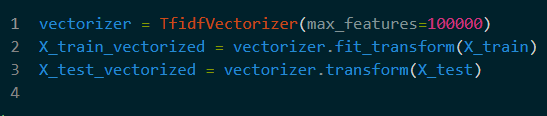 1 vectorizer = TfidfVectorizer(max_features=100000)
2 X_train_vectorized = vectorizer.fit_transform(X_train)
3 X_test_vectorized = vectorizer.transform(X_test)
4